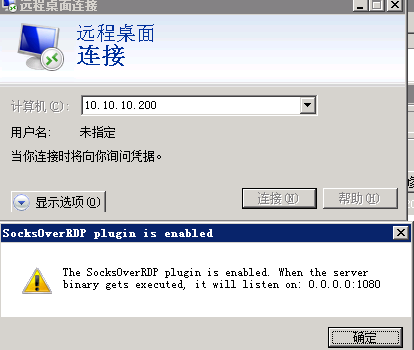 远程桌面连接
远程桌面
连接
计算机(C): 10.10.10.200
用户名: 未指定
当你连接时将向你询问凭据。
显示选项(O)
连接(N)
帮助(H)
SocksOverRDP plugin is enabled
The SocksOverRDP plugin is enabled. When the server
binary gets executed, it will listen on: 0.0.0.0:1080
确定